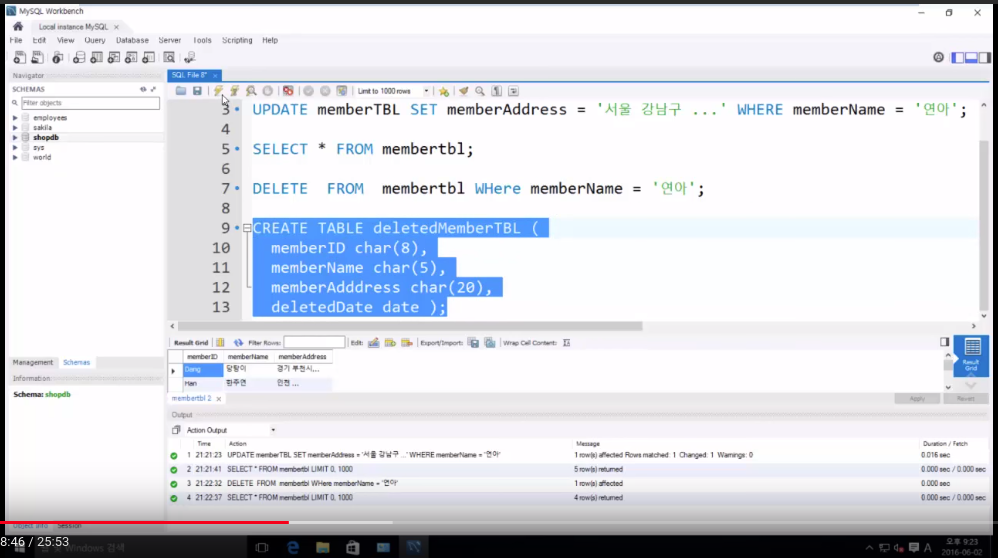 MySQL Workbench
Local instance MySQL ×
File Edit View Query Database Server Tools Scripting Help
Navigator
SCHEMAS
Filter objects
employees
sakila
shopdb
sys
world
Management Schemas
Information
Schema: shopdb
Object Info Session
SQL File 8* ×
Limit to 1000 rows
3 UPDATE memberTBL SET memberAddress = '서울 강남구 ...' WHERE memberName = '연아';
4
5 SELECT * FROM membertbl;
6
7 DELETE FROM membertbl WHere memberName = '연아';
8
9 CREATE TABLE deletedMemberTBL (
10 memberID char(8),
11 memberName char(5),
12 memberAdddress char(20),
13 deletedDate date );
Result Grid Filter Rows: Edit: Export/Import: Wrap Cell Content:
memberID memberName memberAddress
Dang 당탕이 경기 부천시,...
Han 한주연 인천 ...
Result Grid
membertbl 2 ×
Apply Revert
Output
Action Output
Time Action Message Duration / Fetch
1 21:21:23 UPDATE memberTBL SET memberAddress = '서울 강남구 ...' WHERE memberName = '연아' 1 row(s) affected Rows matched: 1 Changed: 1 Warnings: 0 0.016 sec
2 21:21:41 SELECT * FROM membertbl LIMIT 0, 1000 5 row(s) returned 0.000 sec / 0.000 sec
3 21:22:32 DELETE FROM membertbl WHere memberName = '연아' 1 row(s) affected 0.000 sec
4 21:22:37 SELECT * FROM membertbl LIMIT 0, 1000 4 row(s) returned 0.000 sec / 0.000 sec
8:46 / 25:53
검색
A
오후 9:23
2016-06-02